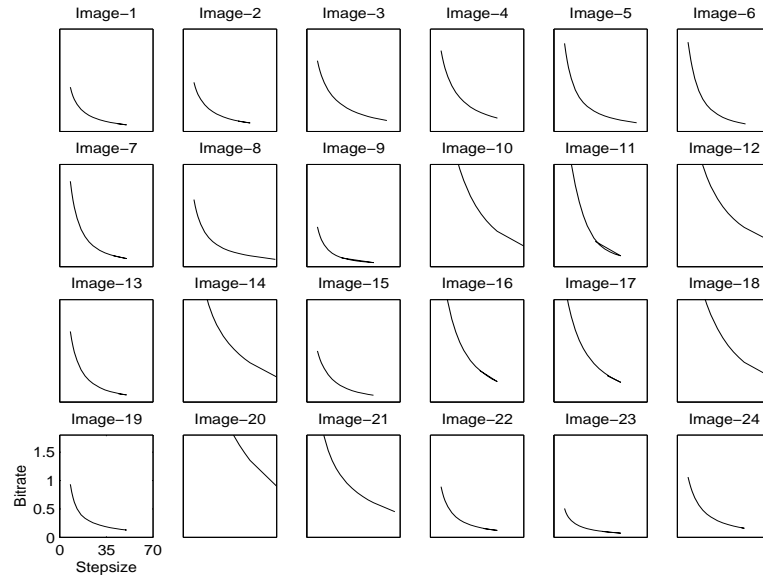 Image−1 Image−2 Image−3 Image−4 Image−5 Image−6
Image−7 Image−8 Image−9 Image−10 Image−11 Image−12
Image−13 Image−14 Image−15 Image−16 Image−17 Image−18
Image−19 Image−20 Image−21 Image−22 Image−23 Image−24
1.5
1
0.5
0
Bitrate
0 35 70
Stepsize